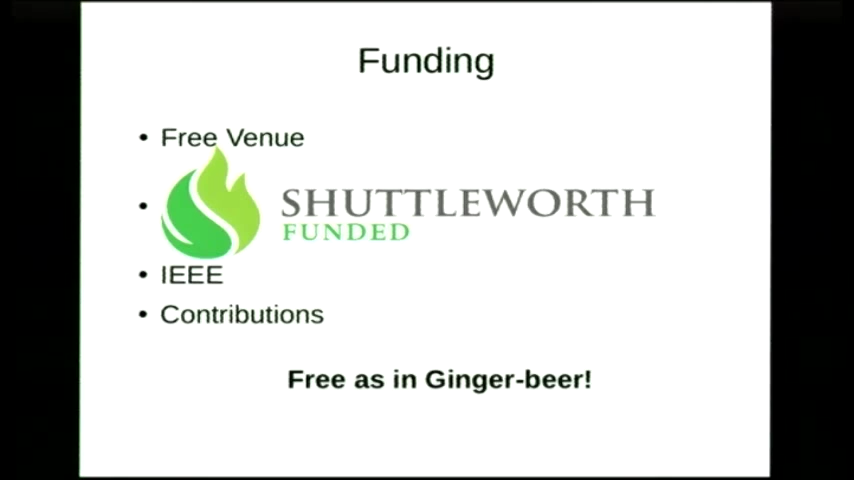 Funding
• Free Venue
• SHUTTLEWORTH
FUNDED
• IEEE
• Contributions
Free as in Ginger-beer!